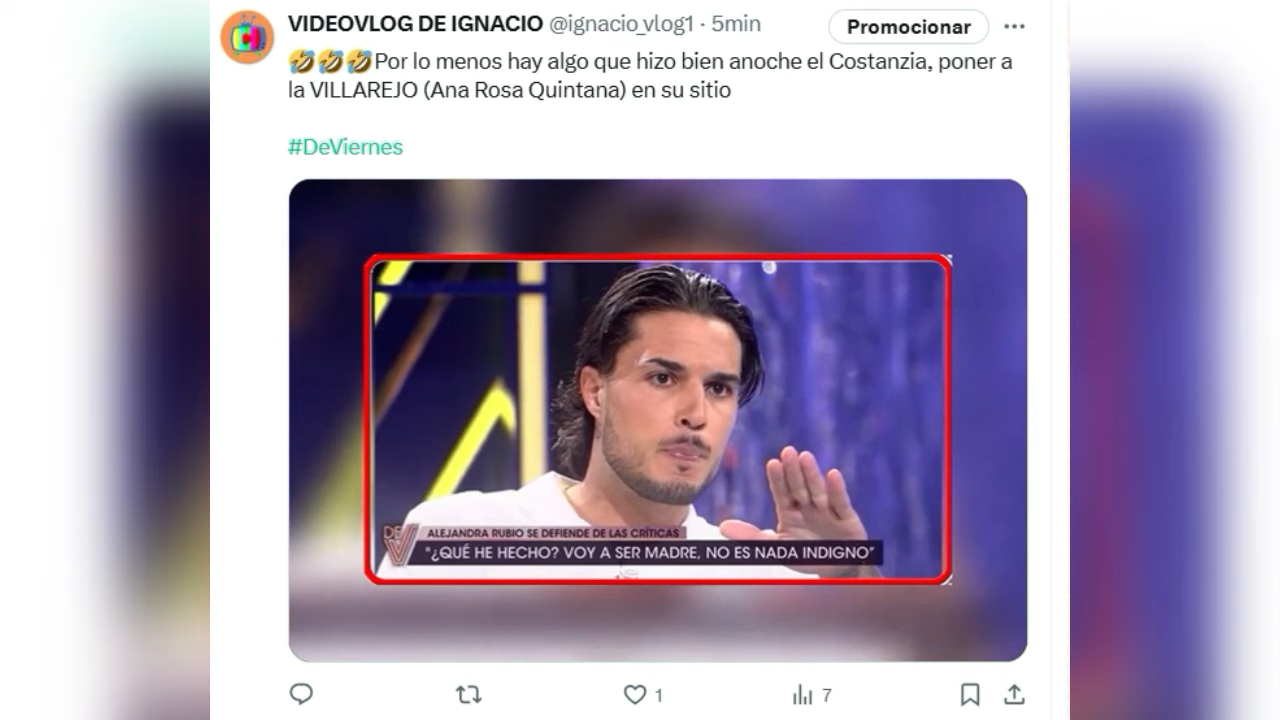 VIDEOVLOG DE IGNACIO @ignacio_vlog1 · 5min
Promocionar
🤣🤣🤣Por lo menos hay algo que hizo bien anoche el Costanzia, poner a
la VILLAREJO (Ana Rosa Quintana) en su sitio
#DeViernes
DE V
ALEJANDRA RUBIO SE DEFIENDE DE LAS CRÍTICAS
"¿QUÉ HE HECHO? VOY A SER MADRE, NO ES NADA INDIGNO"
1
7